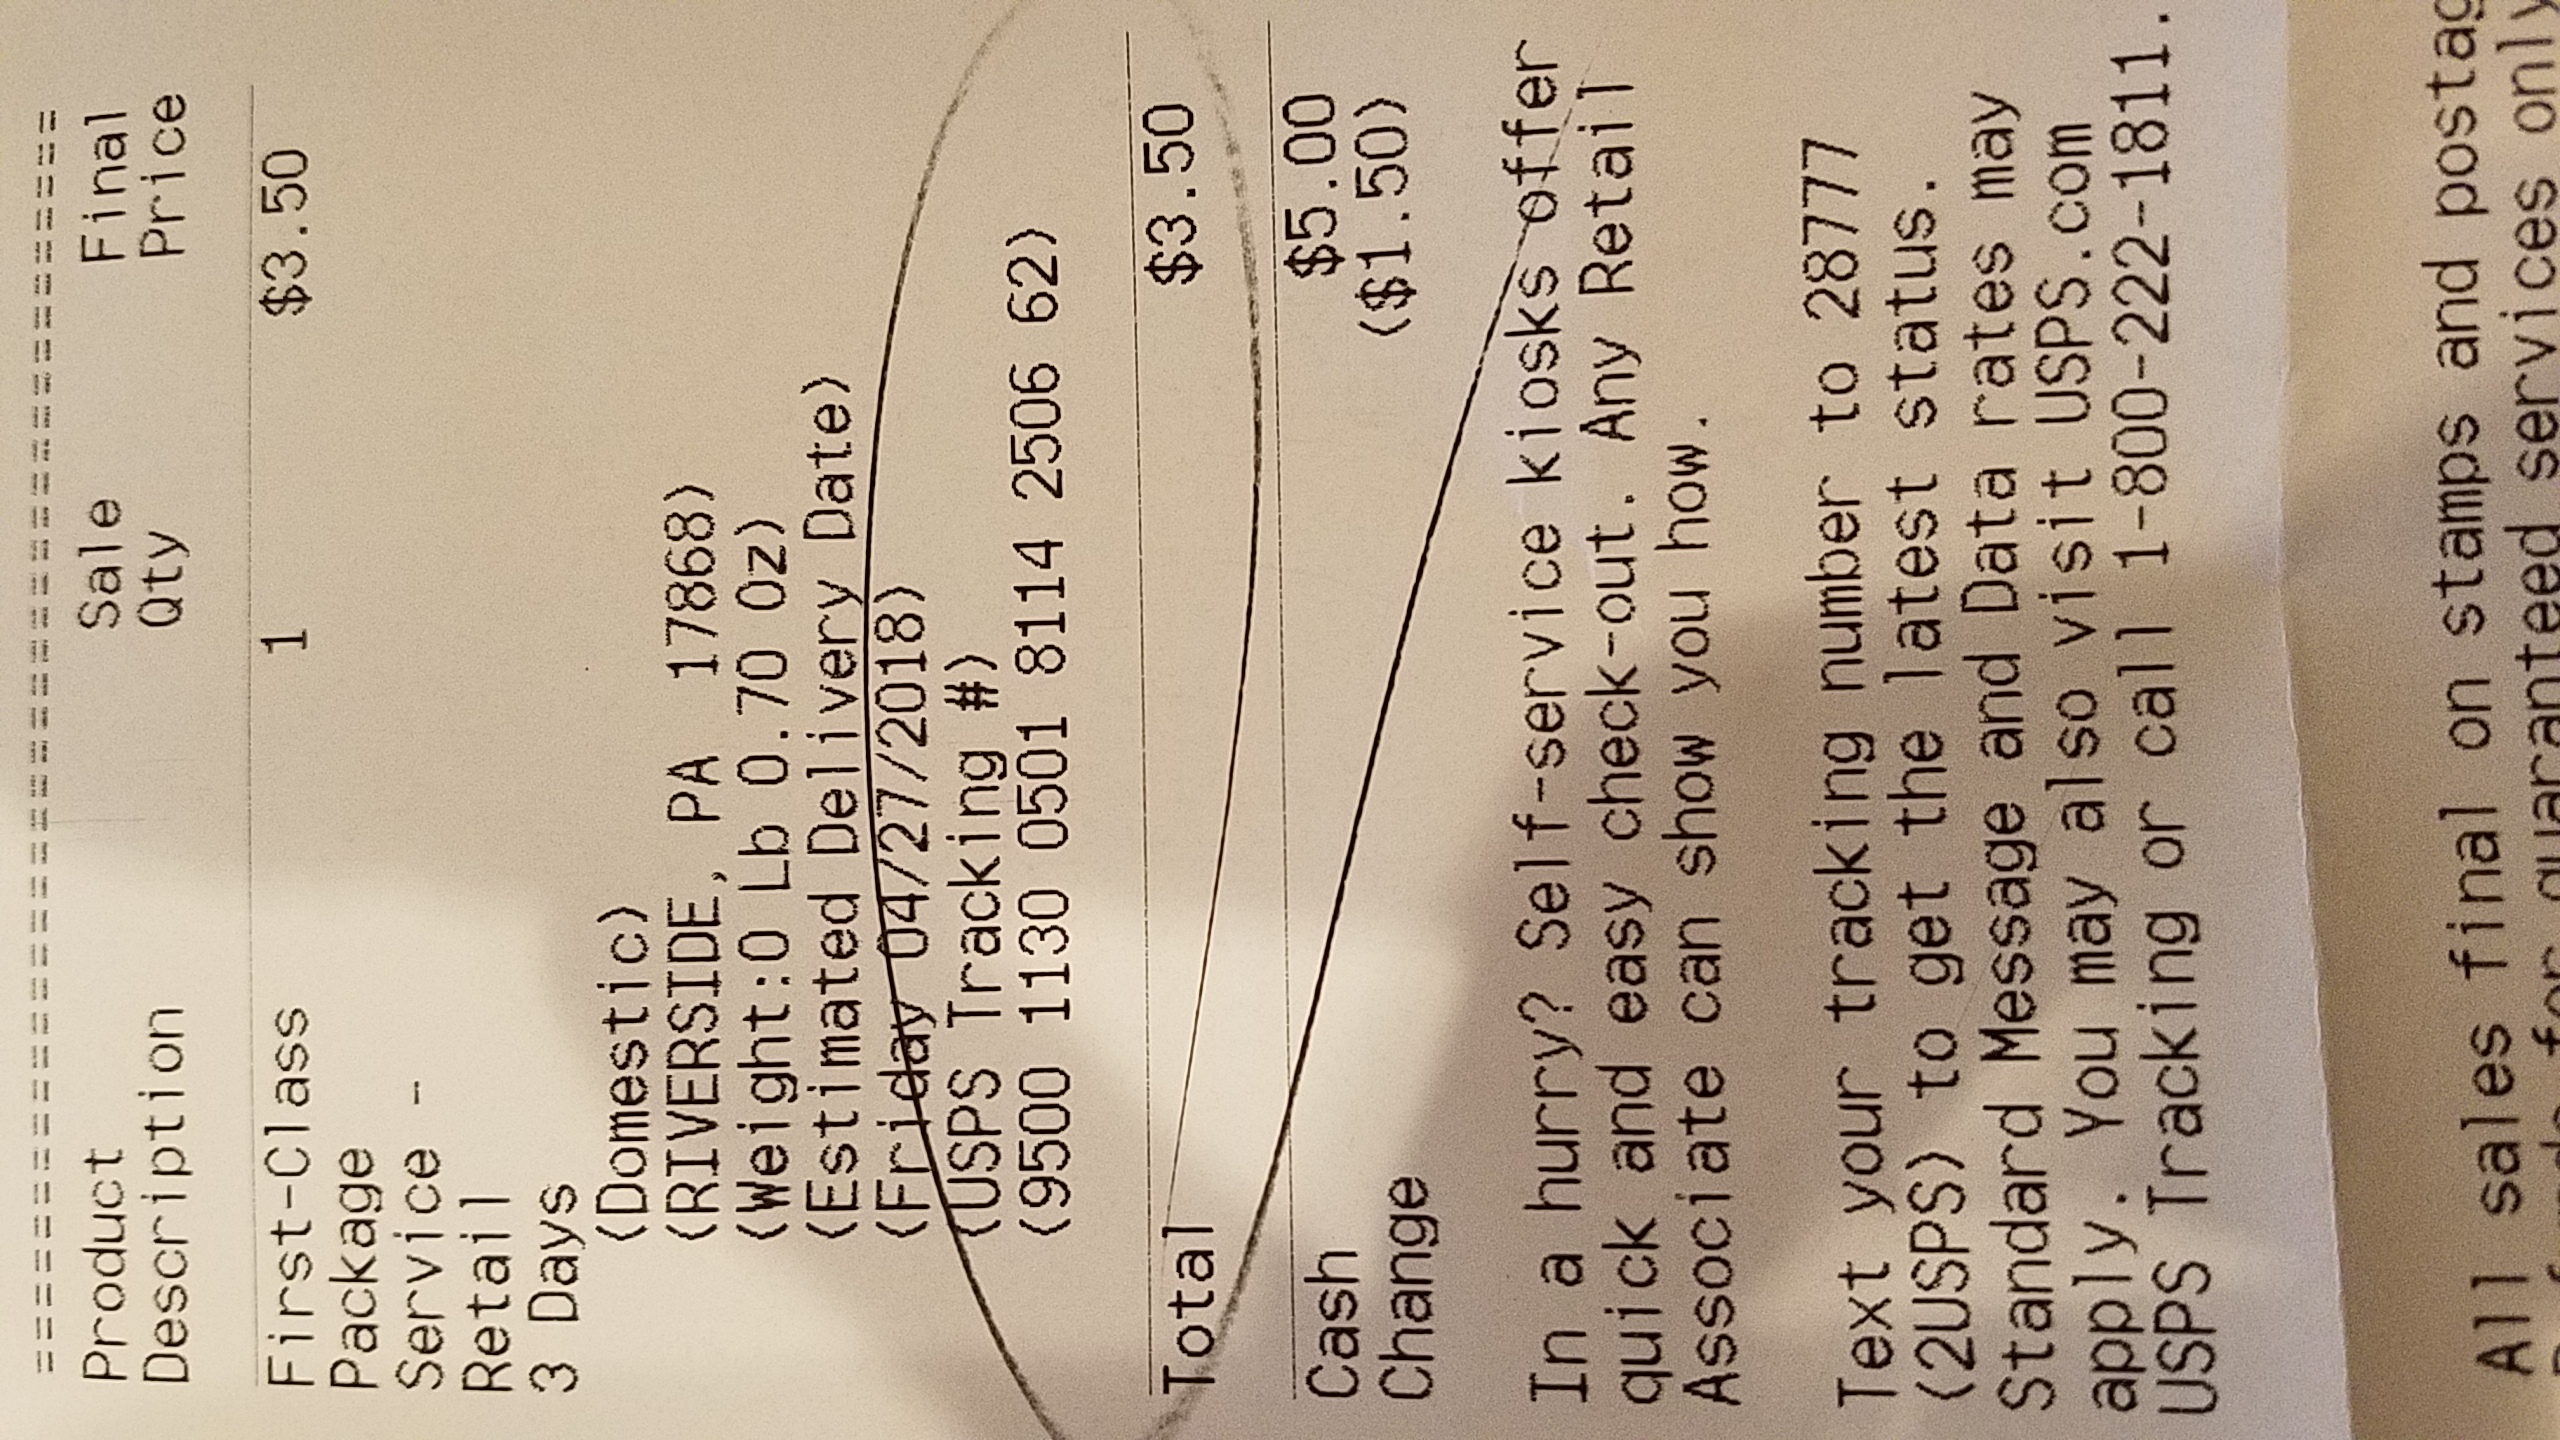 ================================
Product Sale Final
Description Qty Price
First-Class 1 $3.50
Package
Service -
Retail
3 Days
(Domestic)
(RIVERSIDE, PA 17868)
(Weight:0 Lb 0.70 Oz)
(Estimated Delivery Date)
(Friday 04/27/2018)
(USPS Tracking #)
(9500 1130 0501 8114 2506 62)
Total $3.50
Cash $5.00
Change ($1.50)
In a hurry? Self-service kiosks offer
quick and easy check-out. Any Retail
Associate can show you how.
Text your tracking number to 28777
(2USPS) to get the latest status.
Standard Message and Data rates may
apply. You may also visit USPS.com
USPS Tracking or call 1-800-222-1811.
All sales final on stamps and postag
for guaranteed services only